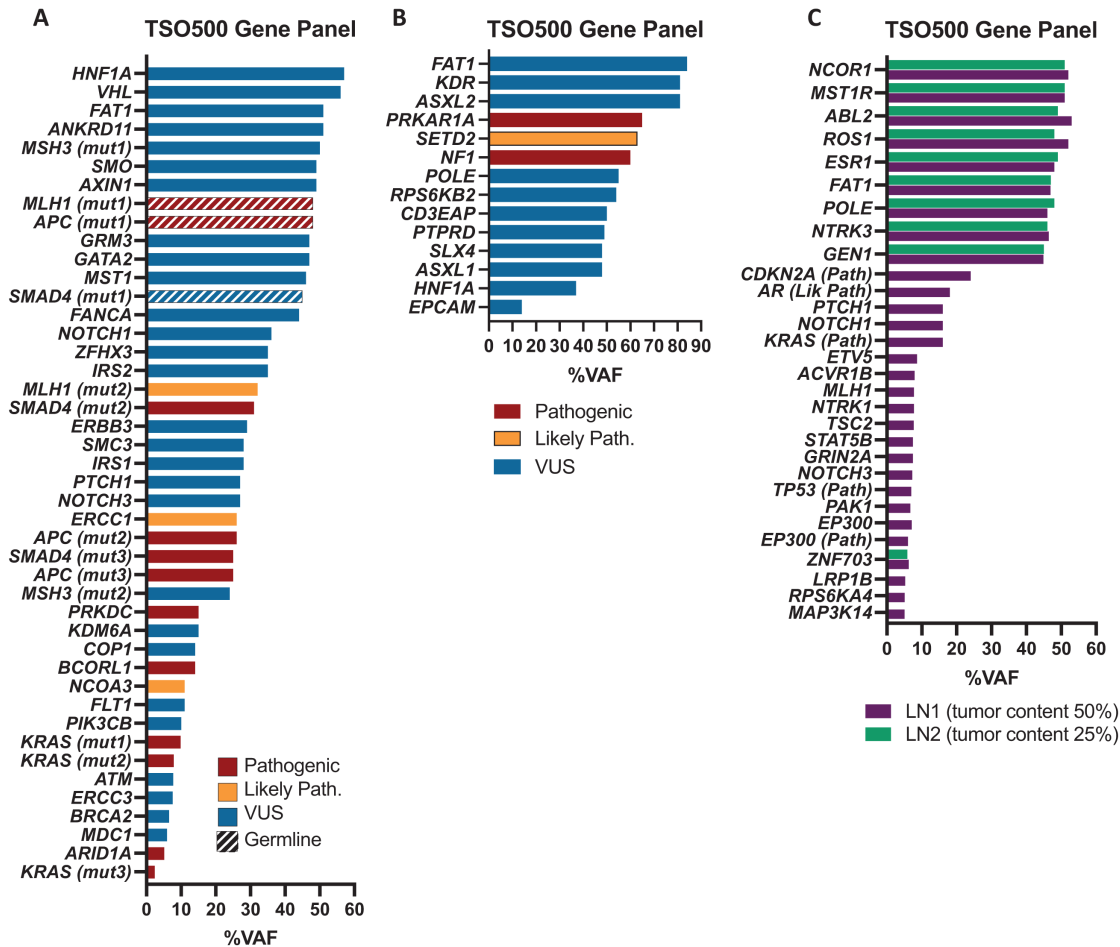 A
TSO500 Gene Panel
HNF1A
VHL
FAT1
ANKRD11
MSH3 (mut1)
SMO
AXIN1
MLH1 (mut1)
APC (mut1)
GRM3
GATA2
MST1
SMAD4 (mut1)
FANCA
NOTCH1
ZFHX3
IRS2
MLH1 (mut2)
SMAD4 (mut2)
ERBB3
SMC3
IRS1
PTCH1
NOTCH3
ERCC1
APC (mut2)
SMAD4 (mut3)
APC (mut3)
MSH3 (mut2)
PRKDC
KDM6A
COP1
BCORL1
NCOA3
FLT1
PIK3CB
KRAS (mut1)
KRAS (mut2)
ATM
ERCC3
BRCA2
MDC1
ARID1A
KRAS (mut3)
0 10 20 30 40 50 60
%VAF
Pathogenic
Likely Path.
VUS
Germline
B
TSO500 Gene Panel
FAT1
KDR
ASXL2
PRKAR1A
SETD2
NF1
POLE
RPS6KB2
CD3EAP
PTPRD
SLX4
ASXL1
HNF1A
EPCAM
0 10 20 30 40 50 60 70 80 90
%VAF
Pathogenic
Likely Path.
VUS
C
TSO500 Gene Panel
NCOR1
MST1R
ABL2
ROS1
ESR1
FAT1
POLE
NTRK3
GEN1
CDKN2A (Path)
AR (Lik Path)
PTCH1
NOTCH1
KRAS (Path)
ETV5
ACVR1B
MLH1
NTRK1
TSC2
STAT5B
GRIN2A
NOTCH3
TP53 (Path)
PAK1
EP300
EP300 (Path)
ZNF703
LRP1B
RPS6KA4
MAP3K14
0 10 20 30 40 50 60
%VAF
LN1 (tumor content 50%)
LN2 (tumor content 25%)